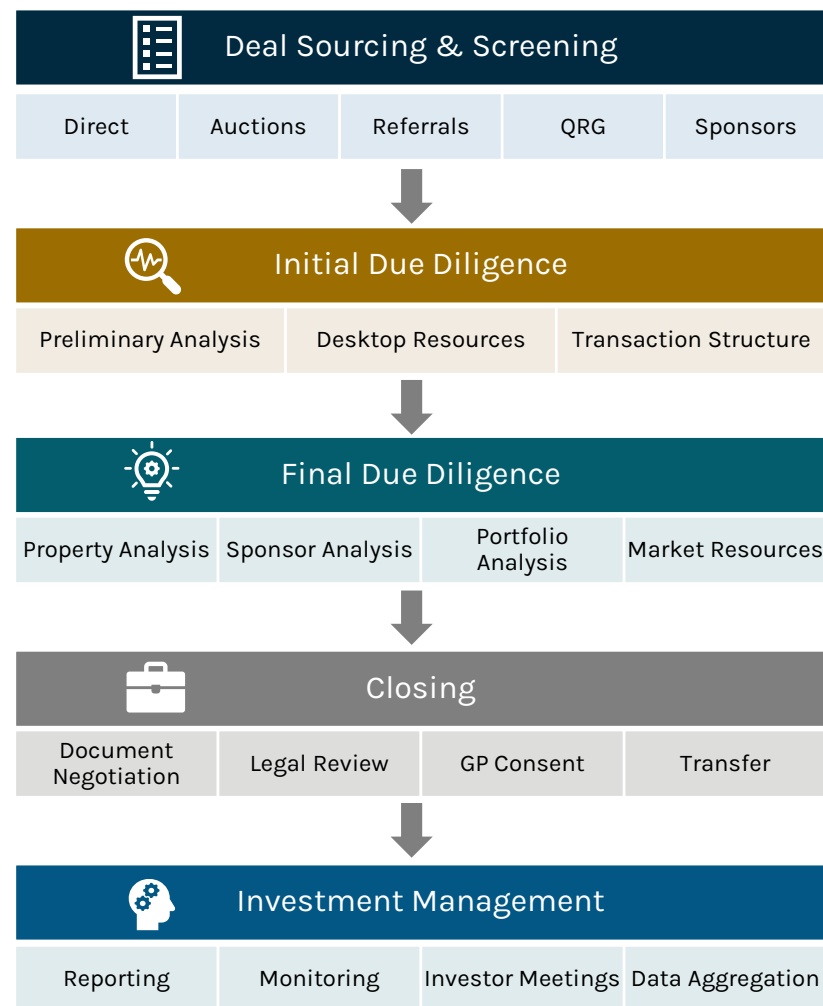 Deal Sourcing & Screening
Direct
Auctions
Referrals
QRG
Sponsors
Initial Due Diligence
Preliminary Analysis
Desktop Resources
Transaction Structure
Final Due Diligence
Property Analysis
Sponsor Analysis
Portfolio
Analysis
Market Resources
Closing
Document
Negotiation
Legal Review
GP Consent
Transfer
Investment Management
Reporting
Monitoring
Investor Meetings
Data Aggregation